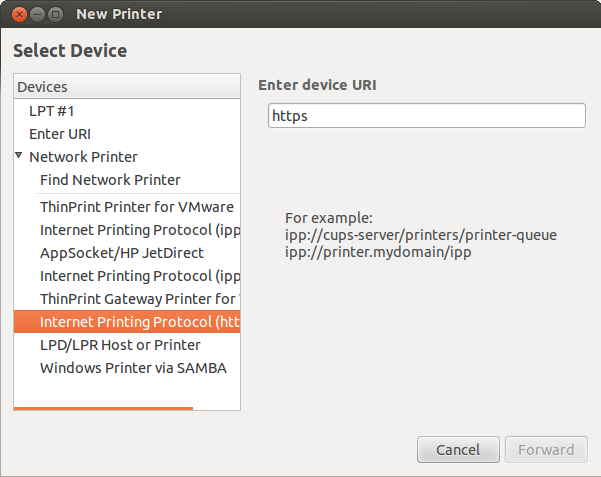 New Printer
Select Device
Devices
LPT #1
Enter URI
Network Printer
Find Network Printer
ThinPrint Printer for VMware
Internet Printing Protocol (ipp
AppSocket/HP JetDirect
Internet Printing Protocol (ipp
ThinPrint Gateway Printer for
Internet Printing Protocol (htt
LPD/LPR Host or Printer
Windows Printer via SAMBA
Enter device URI
https
For example:
ipp://cups-server/printers/printer-queue
ipp://printer.mydomain/ipp
Cancel
Forward